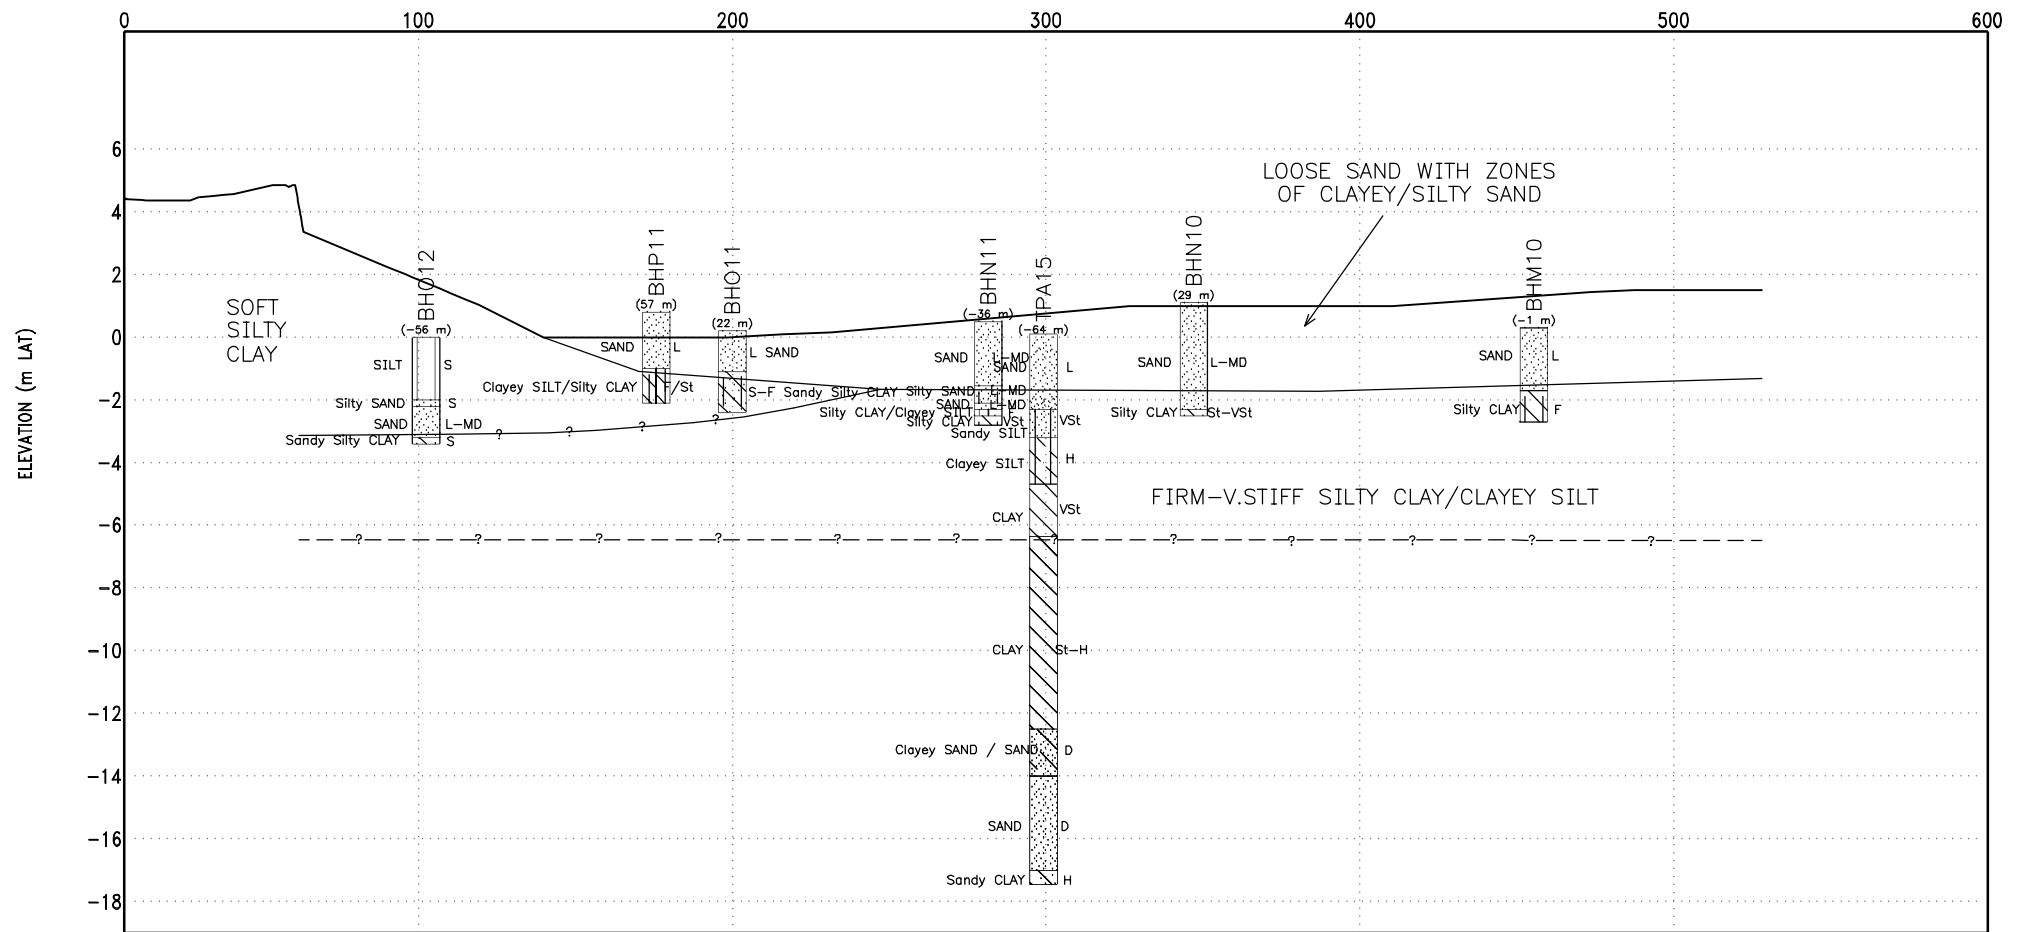 0 100 200 300 400 500 600
ELEVATION (m LAT)
6
4
2
0
-2
-4
-6
-8
-10
-12
-14
-16
-18
LOOSE SAND WITH ZONES
OF CLAYEY/SILTY SAND
SOFT
SILTY
CLAY
BHO12
(-56 m)
SILT S
Silty SAND S
SAND L-MD
Sandy Silty CLAY S
BHP11
(57 m)
SAND L
Clayey SILT/Silty CLAY F/St
BHO11
(22 m)
L SAND
S-F Sandy Silty CLAY
BHN11
(-36 m)
SAND L-MD
Silty SAND L-MD
SAND L-MD
Silty CLAY/Clayey SILT F
Silty CLAY VSt
TPA15
(-64 m)
SAND L
Sandy SILT VSt
Clayey SILT H
CLAY VSt
CLAY St-H
Clayey SAND / SAND D
SAND D
Sandy CLAY H
BHN10
(29 m)
SAND L-MD
Silty CLAY St-VSt
BHM10
(-1 m)
SAND L
Silty CLAY F
FIRM-V.STIFF SILTY CLAY/CLAYEY SILT
? ? ? ?
? ? ? ? ? ? ? ? ? ? ? ?